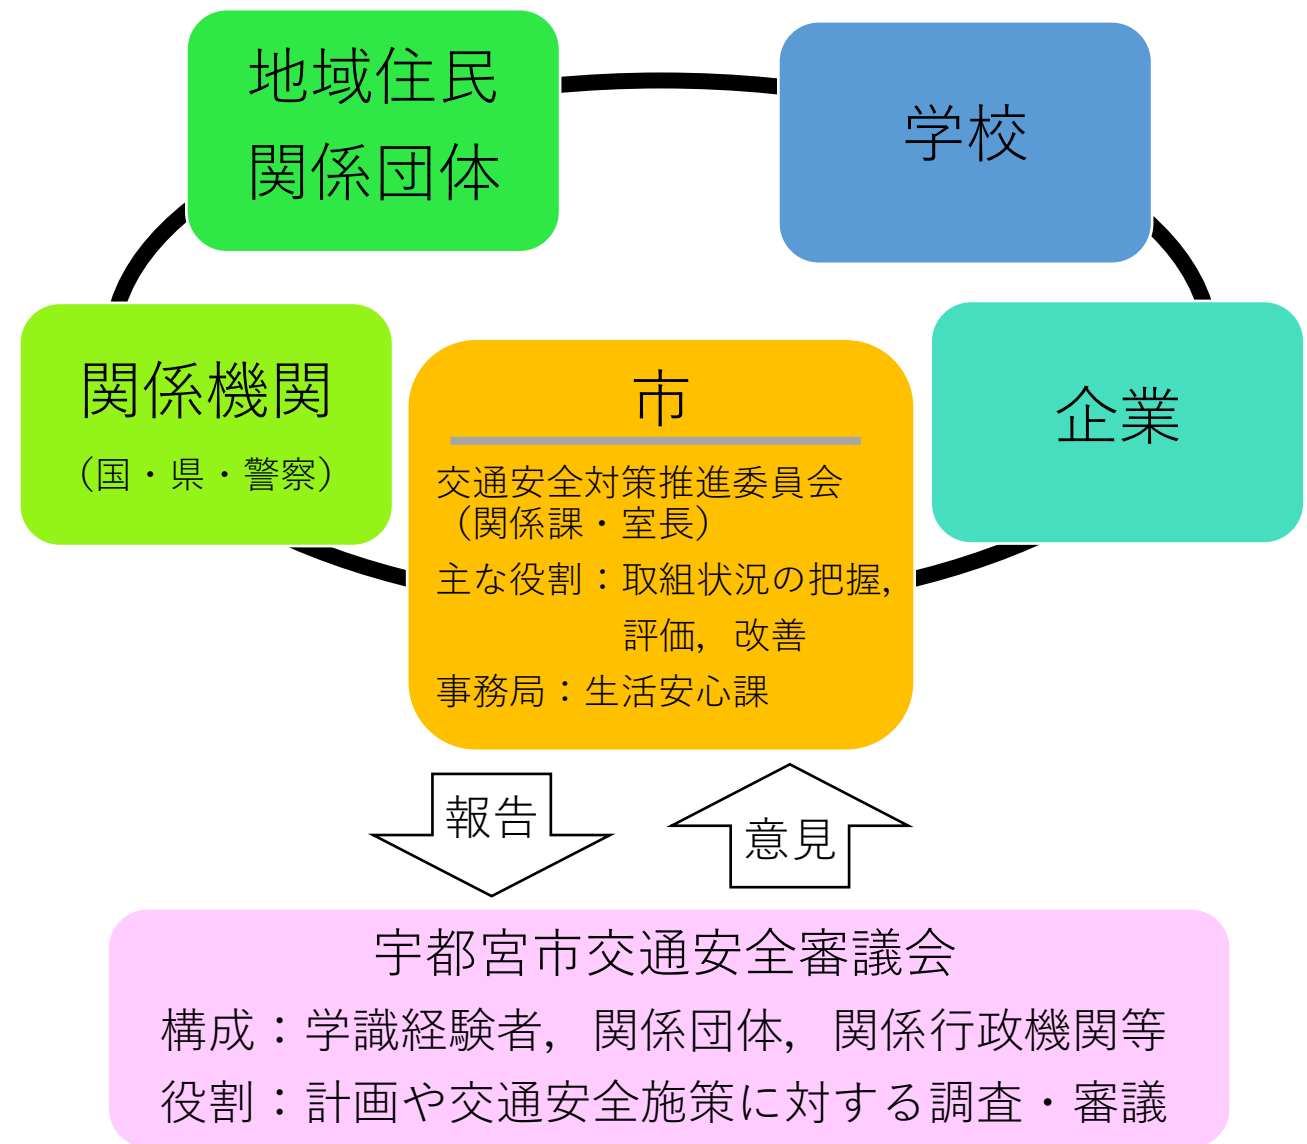 地域住民
関係団体
学校
関係機関
（国・県・警察）
企業
市
交通安全対策推進委員会
（関係課・室長）
主な役割：取組状況の把握，
評価，改善
事務局：生活安心課
報告
意見
宇都宮市交通安全審議会
構成：学識経験者，関係団体，関係行政機関等
役割：計画や交通安全施策に対する調査・審議